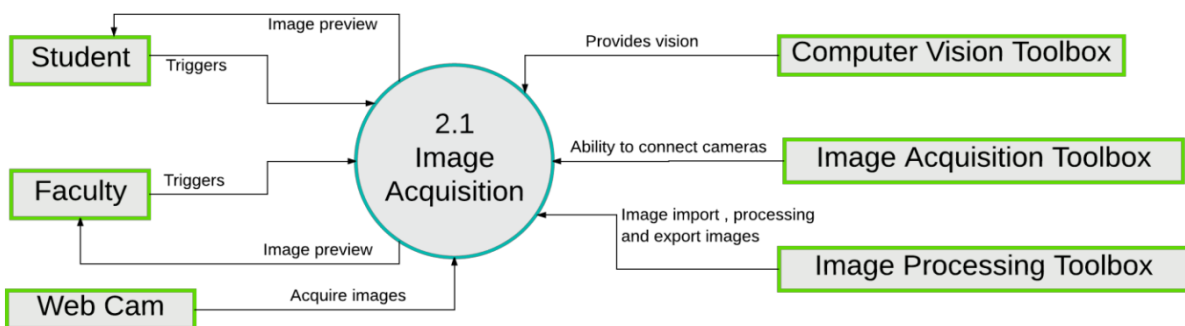 Image preview
Student
Triggers
Provides vision
Computer Vision Toolbox
2.1
Image
Acquisition
Ability to connect cameras
Image Acquisition Toolbox
Faculty
Triggers
Image preview
Image import , processing
and export images
Image Processing Toolbox
Web Cam
Acquire images